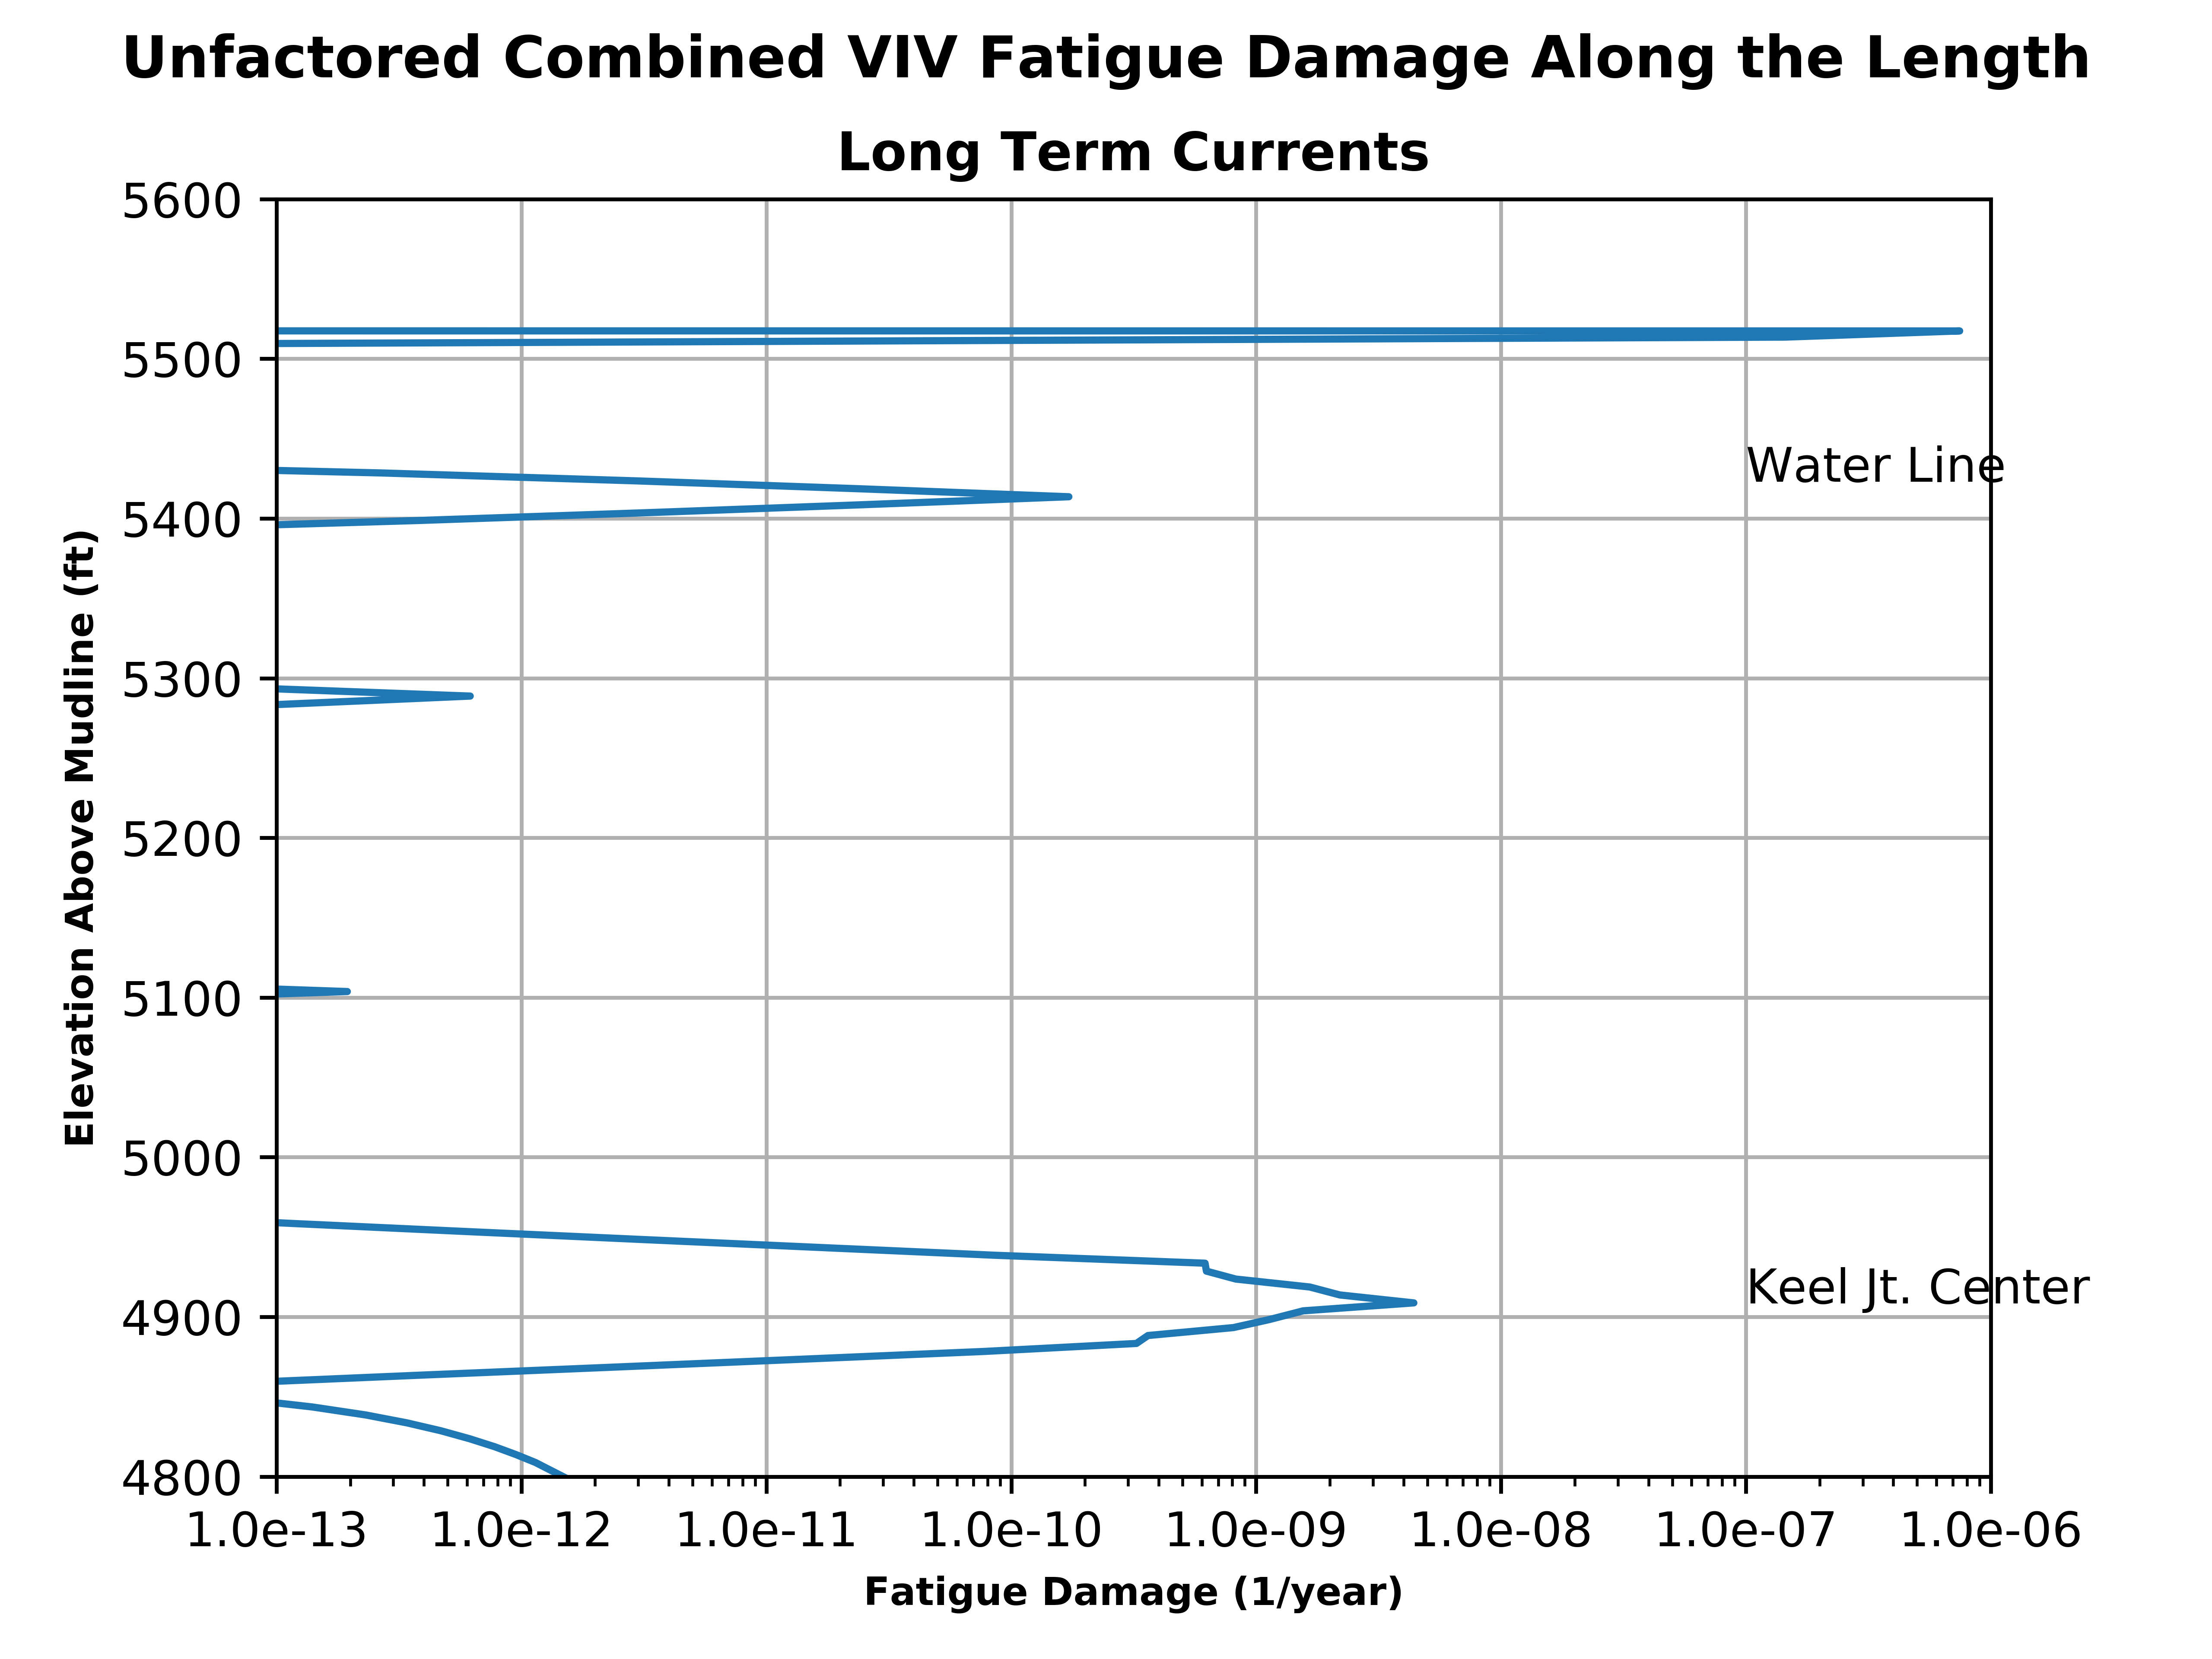 Unfactored Combined VIV Fatigue Damage Along the Length
Long Term Currents
5600
5500
Water Line
5400
5300
5200
5100
5000
Keel Jt. Center
4900
4800
Elevation Above Mudline (ft)
1.0e-13 1.0e-12 1.0e-11 1.0e-10 1.0e-09 1.0e-08 1.0e-07 1.0e-06
Fatigue Damage (1/year)